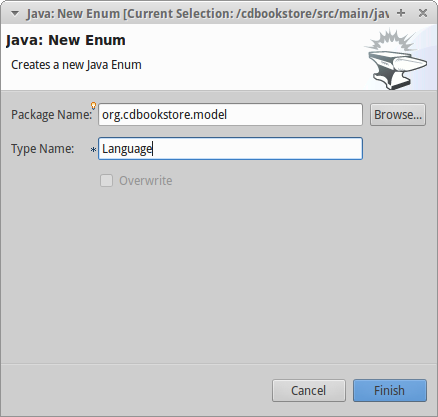 Java: New Enum [Current Selection: /cdbookstore/src/main/jav
Java: New Enum
Creates a new Java Enum
Package Name: org.cdbookstore.model Browse...
Type Name: * Language
Overwrite
Cancel Finish